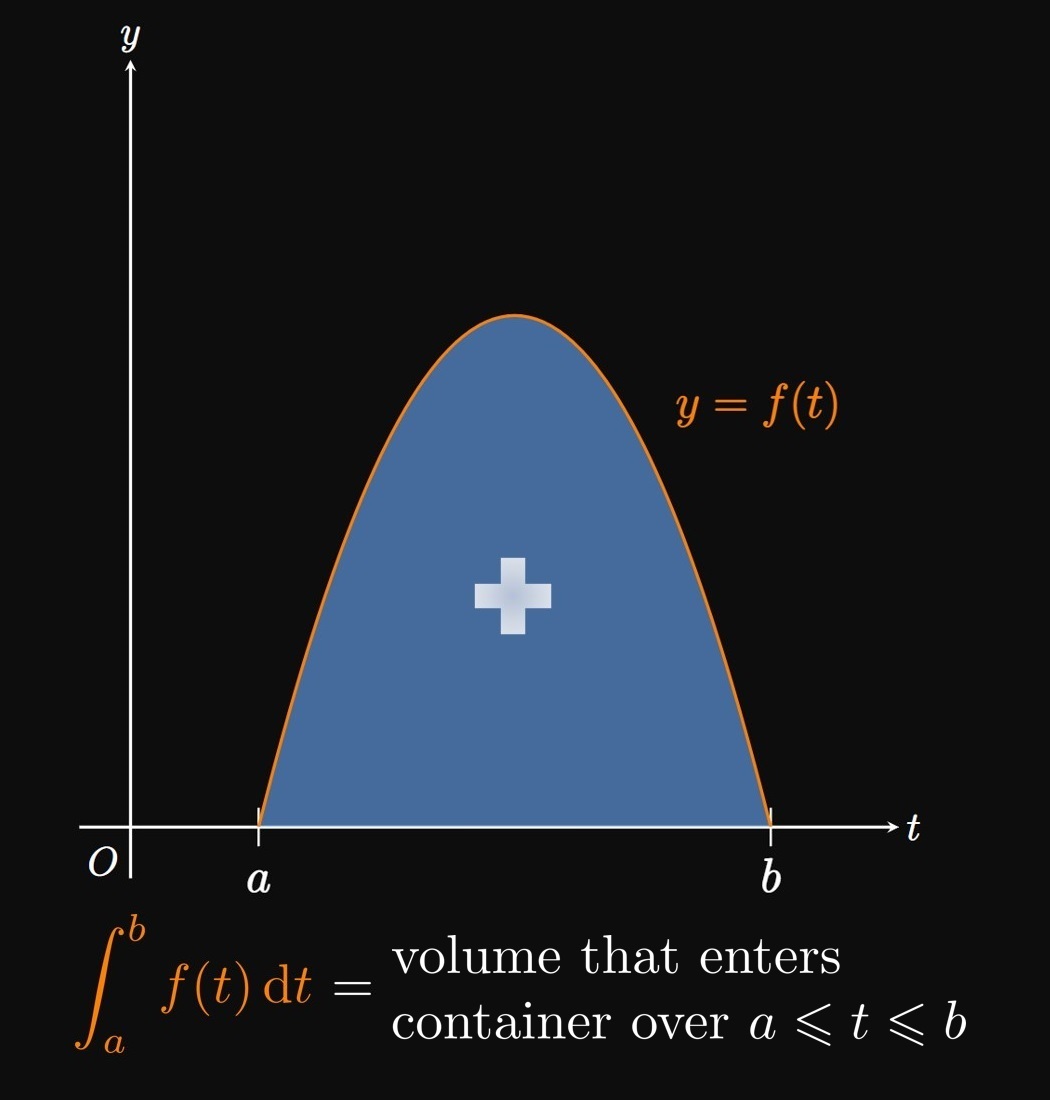 y
y = f(t)
t
O
a
b
∫_a^b f(t) dt = volume that enters
container over a ⩽ t ⩽ b